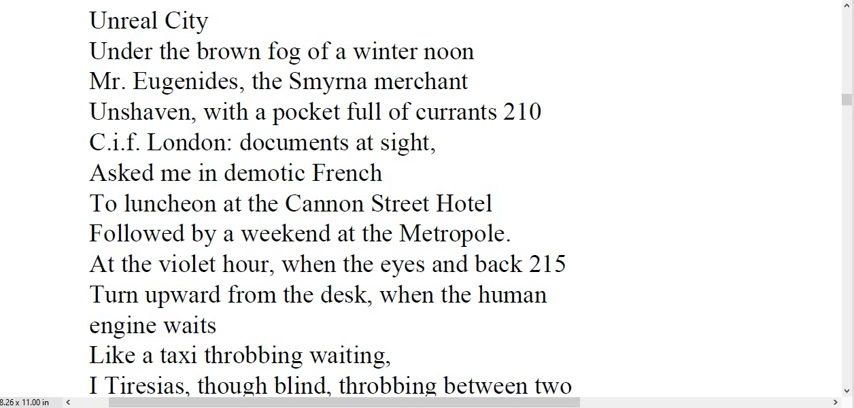 Unreal City
Under the brown fog of a winter noon
Mr. Eugenides, the Smyrna merchant
Unshaven, with a pocket full of currants 210
C.i.f. London: documents at sight,
Asked me in demotic French
To luncheon at the Cannon Street Hotel
Followed by a weekend at the Metropole.
At the violet hour, when the eyes and back 215
Turn upward from the desk, when the human
engine waits
Like a taxi throbbing waiting,
I Tiresias, though blind, throbbing between two
8.26 x 11.00 in